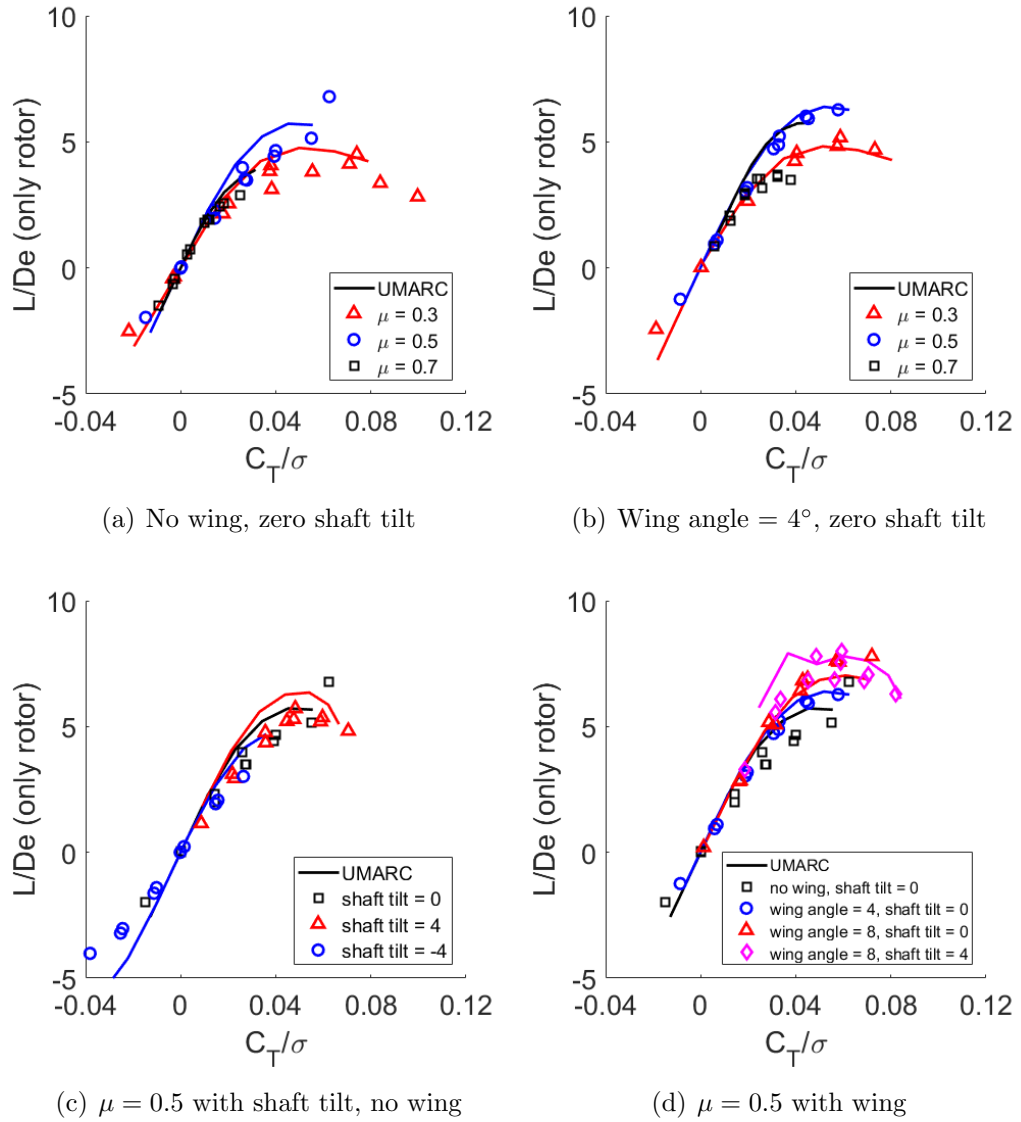 10
5
0
-5
L/De (only rotor)
-0.04 0 0.04 0.08 0.12
C_T/σ
UMARC
μ = 0.3
μ = 0.5
μ = 0.7
(a) No wing, zero shaft tilt
10
5
0
-5
L/De (only rotor)
-0.04 0 0.04 0.08 0.12
C_T/σ
UMARC
μ = 0.3
μ = 0.5
μ = 0.7
(b) Wing angle = 4°, zero shaft tilt
10
5
0
-5
L/De (only rotor)
-0.04 0 0.04 0.08 0.12
C_T/σ
UMARC
shaft tilt = 0
shaft tilt = 4
shaft tilt = -4
(c) μ = 0.5 with shaft tilt, no wing
10
5
0
-5
L/De (only rotor)
-0.04 0 0.04 0.08 0.12
C_T/σ
UMARC
no wing, shaft tilt = 0
wing angle = 4, shaft tilt = 0
wing angle = 8, shaft tilt = 0
wing angle = 8, shaft tilt = 4
(d) μ = 0.5 with wing